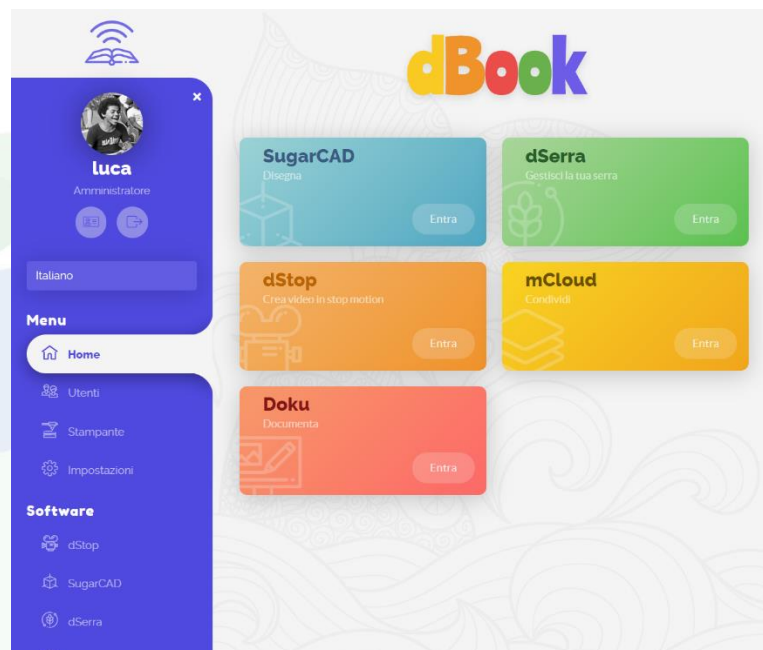 dBook
luca
Amministratore
Italiano
Menu
Home
Utenti
Stampante
Impostazioni
Software
dStop
SugarCAD
dSerra
SugarCAD
Disegna
Entra
dSerra
Gestisci la tua serra
Entra
dStop
Crea video in stop motion
Entra
mCloud
Condividi
Entra
Doku
Documenta
Entra